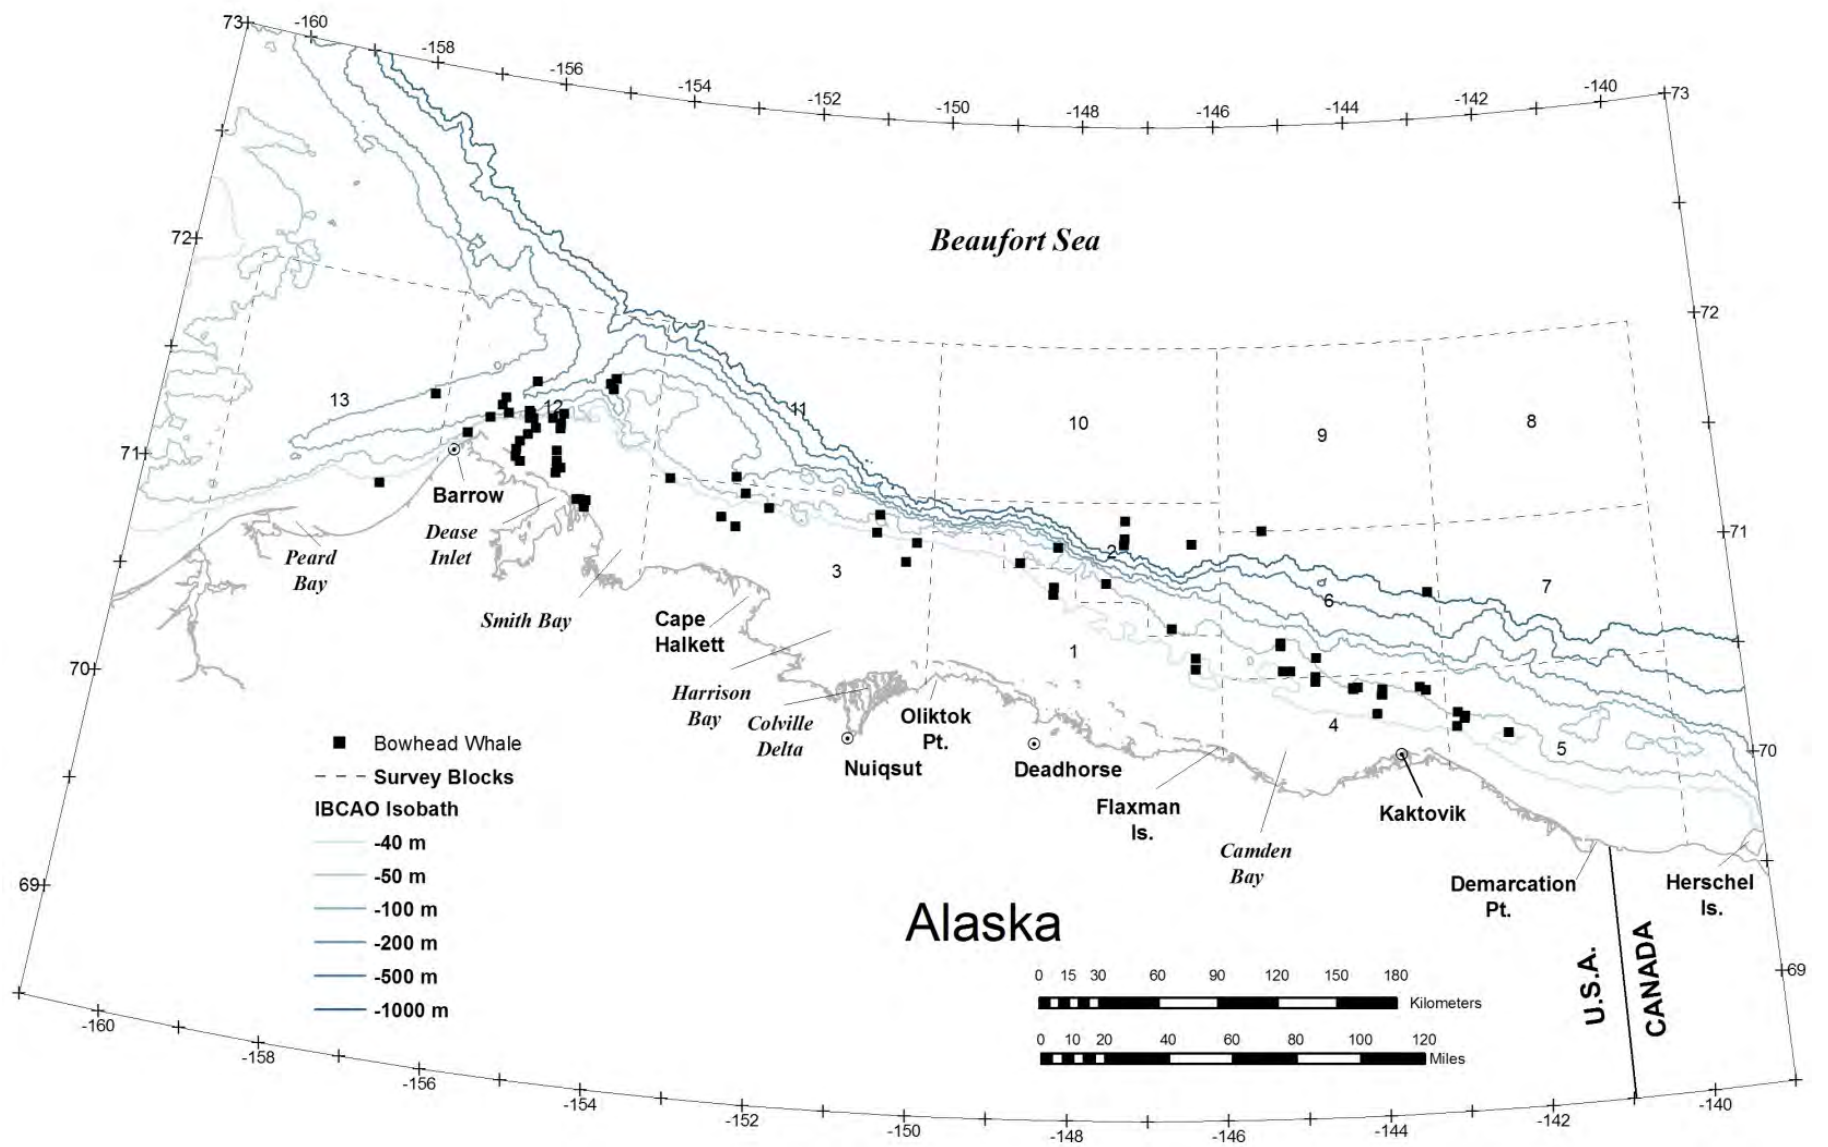 73
-160
-158
-156
-154
-152
-150
-148
-146
-144
-142
-140
73
72
Beaufort Sea
72
13
12
11
10
9
8
71
Barrow
Dease
Inlet
Peard
Bay
Smith Bay
3
2
6
7
71
Cape
Halkett
1
70
Harrison
Bay
Colville
Delta
Oliktok
Pt.
4
5
70
Nuiqsut
Deadhorse
Flaxman
Is.
Kaktovik
Camden
Bay
Demarcation
Pt.
Herschel
Is.
Bowhead Whale
Survey Blocks
IBCAO Isobath
-40 m
-50 m
-100 m
-200 m
-500 m
-1000 m
69
Alaska
U.S.A.
CANADA
69
0 15 30 60 90 120 150 180
Kilometers
0 10 20 40 60 80 100 120
Miles
-160
-158
-156
-154
-152
-150
-148
-146
-144
-142
-140